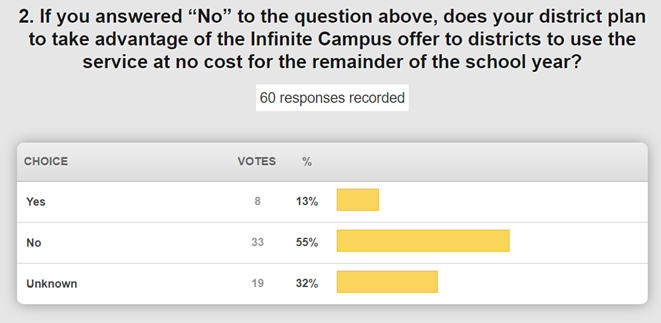 2. If you answered “No” to the question above, does your district plan
to take advantage of the Infinite Campus offer to districts to use the
service at no cost for the remainder of the school year?
60 responses recorded
CHOICE VOTES %
Yes 8 13%
No 33 55%
Unknown 19 32%